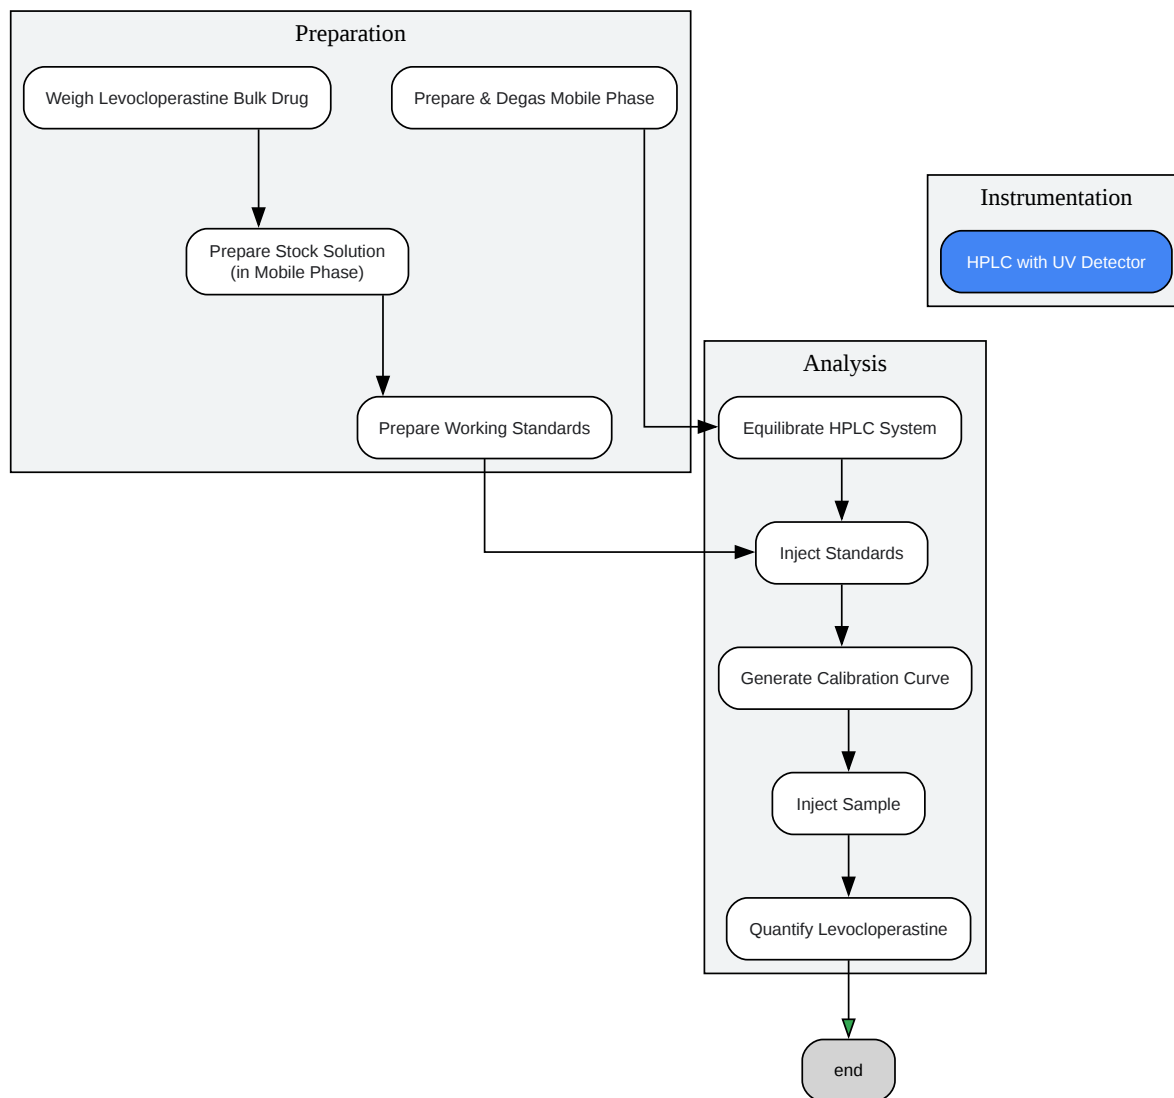 Preparation
Weigh Levocloperastine Bulk Drug
Prepare & Degas Mobile Phase
Prepare Stock Solution
(in Mobile Phase)
Prepare Working Standards
Instrumentation
HPLC with UV Detector
Analysis
Equilibrate HPLC System
Inject Standards
Generate Calibration Curve
Inject Sample
Quantify Levocloperastine
end